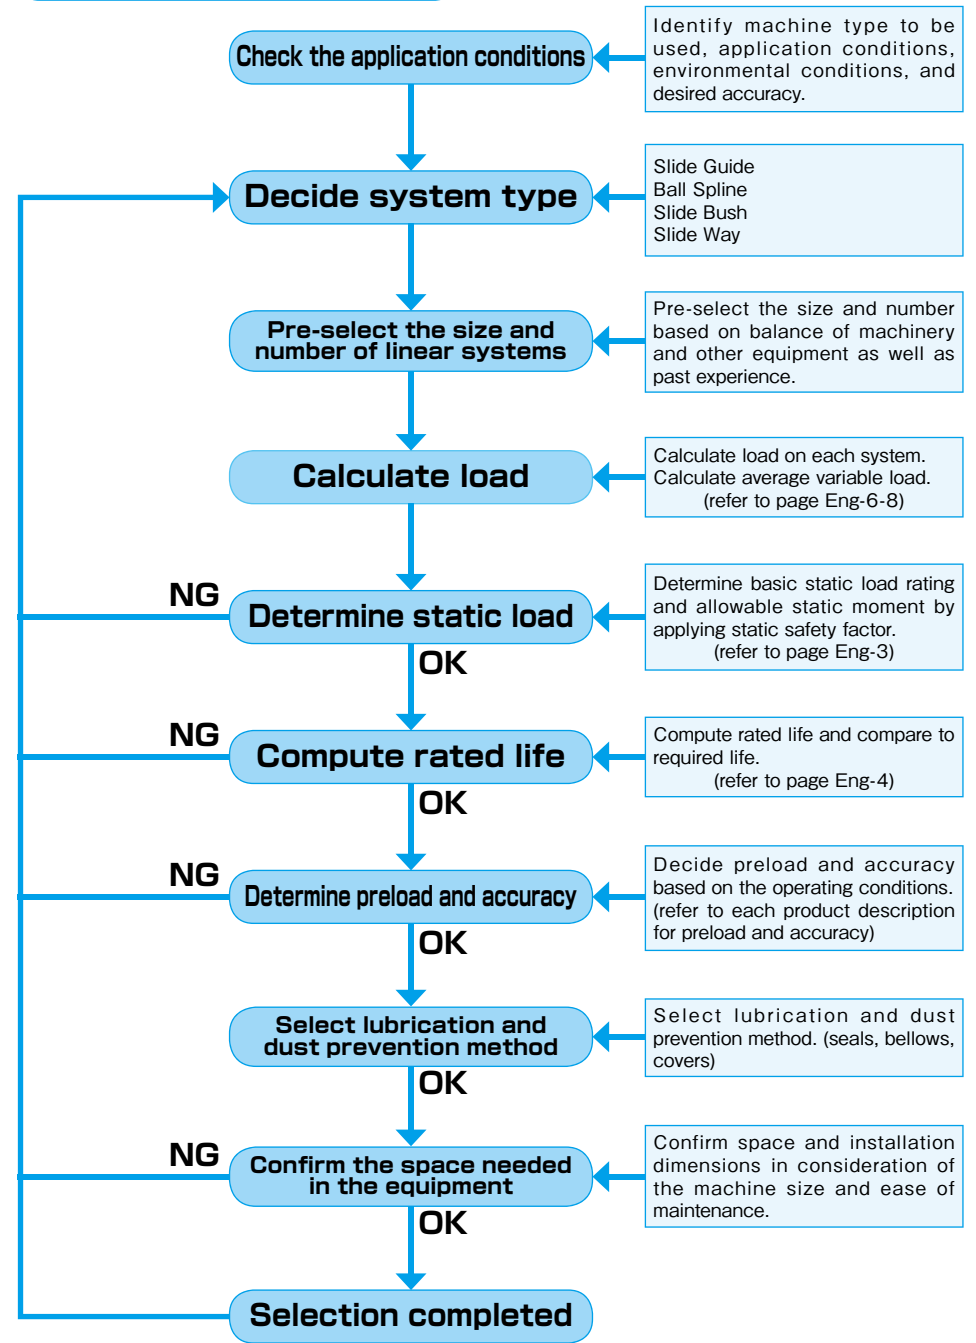 Check the application conditions
Identify machine type to be
used, application conditions,
environmental conditions, and
desired accuracy.
Decide system type
Slide Guide
Ball Spline
Slide Bush
Slide Way
Pre-select the size and
number of linear systems
Pre-select the size and number
based on balance of machinery
and other equipment as well as
past experience.
Calculate load
Calculate load on each system.
Calculate average variable load.
(refer to page Eng-6-8)
NG
Determine static load
OK
Determine basic static load rating
and allowable static moment by
applying static safety factor.
(refer to page Eng-3)
NG
Compute rated life
OK
Compute rated life and compare to
required life.
(refer to page Eng-4)
NG
Determine preload and accuracy
OK
Decide preload and accuracy
based on the operating conditions.
(refer to each product description
for preload and accuracy)
Select lubrication and
dust prevention method
OK
Select lubrication and dust
prevention method. (seals, bellows,
covers)
NG
Confirm the space needed
in the equipment
OK
Confirm space and installation
dimensions in consideration of
the machine size and ease of
maintenance.
Selection completed